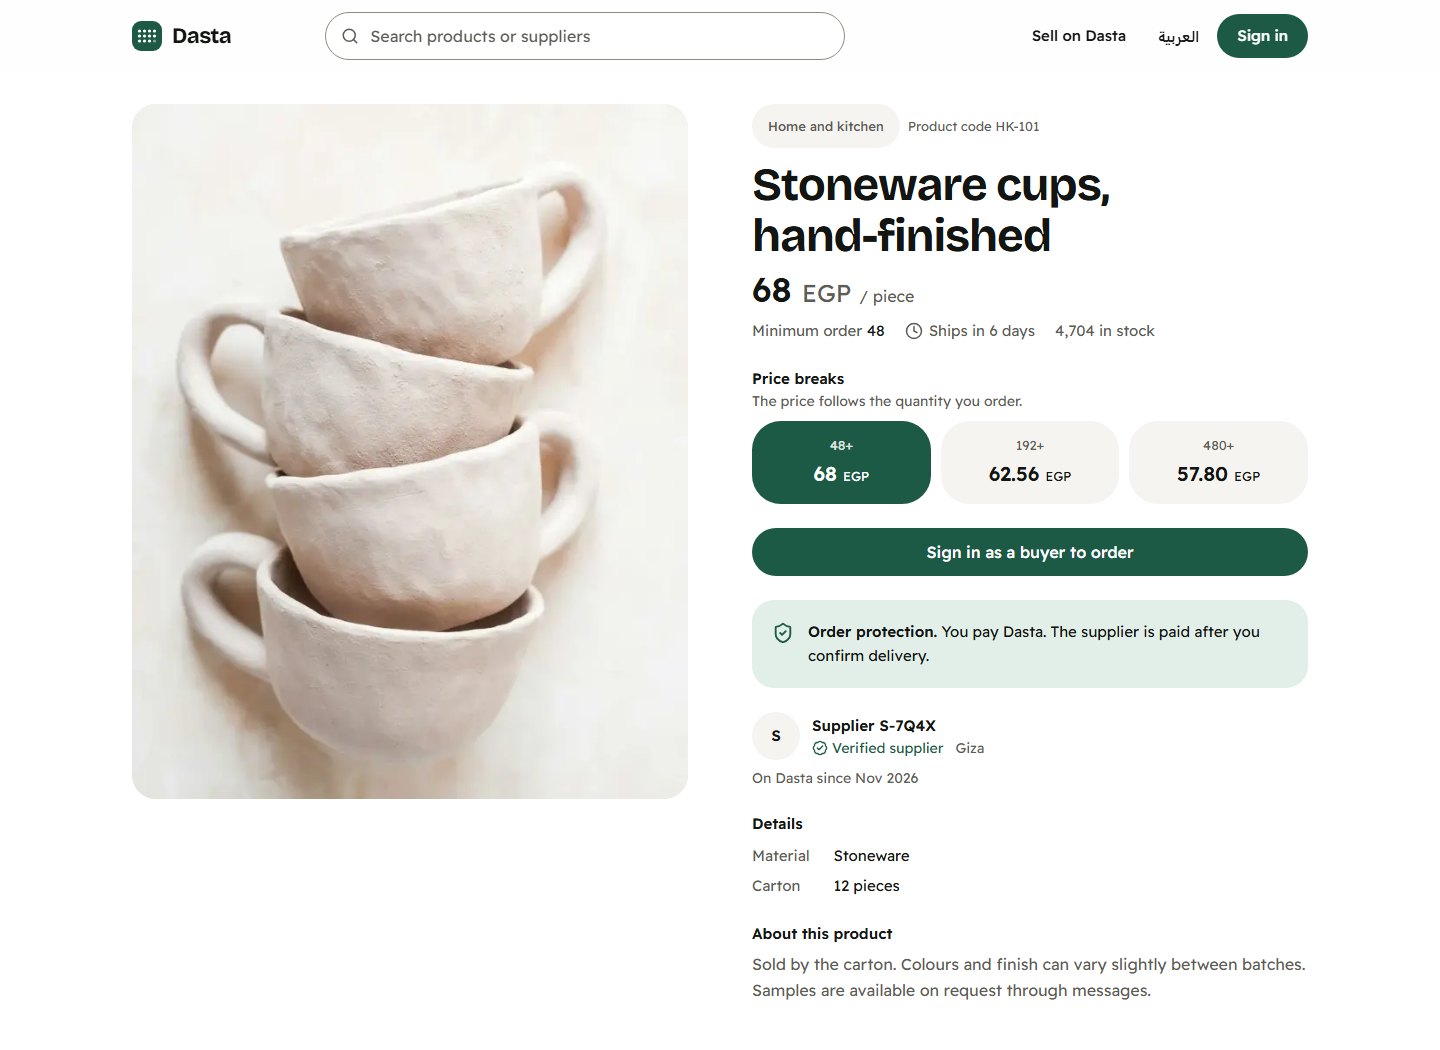 Dasta
Search products or suppliers
Sell on Dasta
العربية
Sign in
Home and kitchen
Product code HK-101
Stoneware cups,
hand-finished
68 EGP / piece
Minimum order 48
Ships in 6 days
4,704 in stock
Price breaks
The price follows the quantity you order.
48+
68 EGP
192+
62.56 EGP
480+
57.80 EGP
Sign in as a buyer to order
Order protection. You pay Dasta. The supplier is paid after you
confirm delivery.
S
Supplier S-7Q4X
Verified supplier
Giza
On Dasta since Nov 2026
Details
Material Stoneware
Carton 12 pieces
About this product
Sold by the carton. Colours and finish can vary slightly between batches.
Samples are available on request through messages.